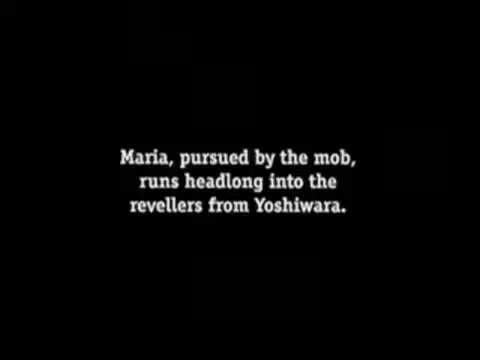 Maria, pursued by the mob,
runs headlong into the
revellers from Yoshiwara.